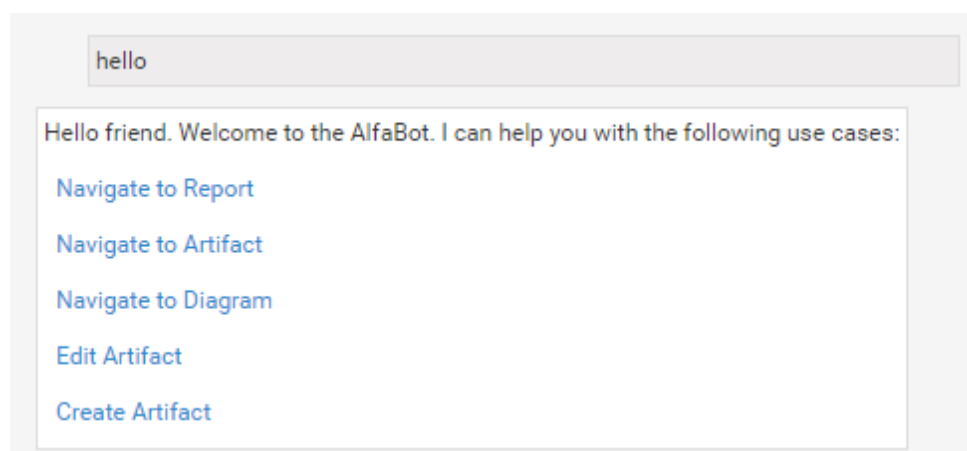 hello
Hello friend. Welcome to the AlfaBot. I can help you with the following use cases:
Navigate to Report
Navigate to Artifact
Navigate to Diagram
Edit Artifact
Create Artifact